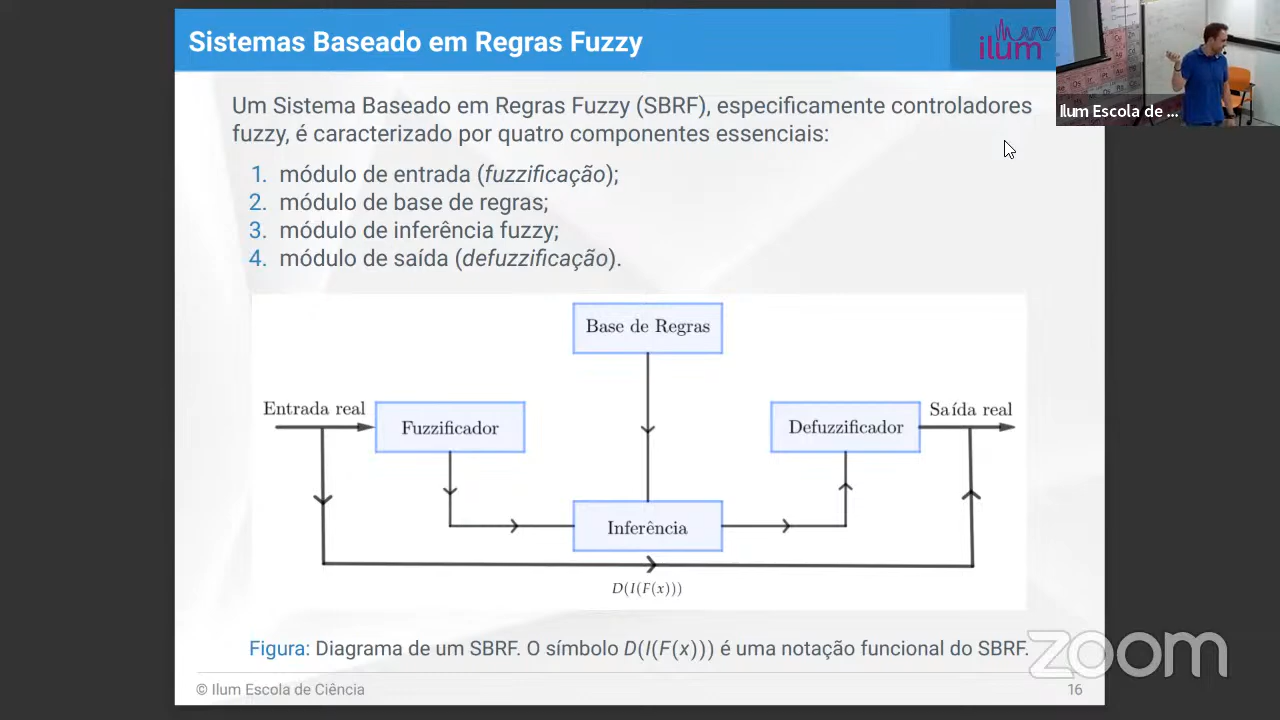 Sistemas Baseado em Regras Fuzzy
ilum
Ilum Escola de ...
Um Sistema Baseado em Regras Fuzzy (SBRF), especificamente controladores
fuzzy, é caracterizado por quatro componentes essenciais:
1. módulo de entrada (fuzzificação);
2. módulo de base de regras;
3. módulo de inferência fuzzy;
4. módulo de saída (defuzzificação).
Base de Regras
Entrada real
Fuzzificador
Defuzzificador
Saída real
Inferência
D(I(F(x)))
Figura: Diagrama de um SBRF. O símbolo D(I(F(x))) é uma notação funcional do SBRF.
zoom
© Ilum Escola de Ciência
16